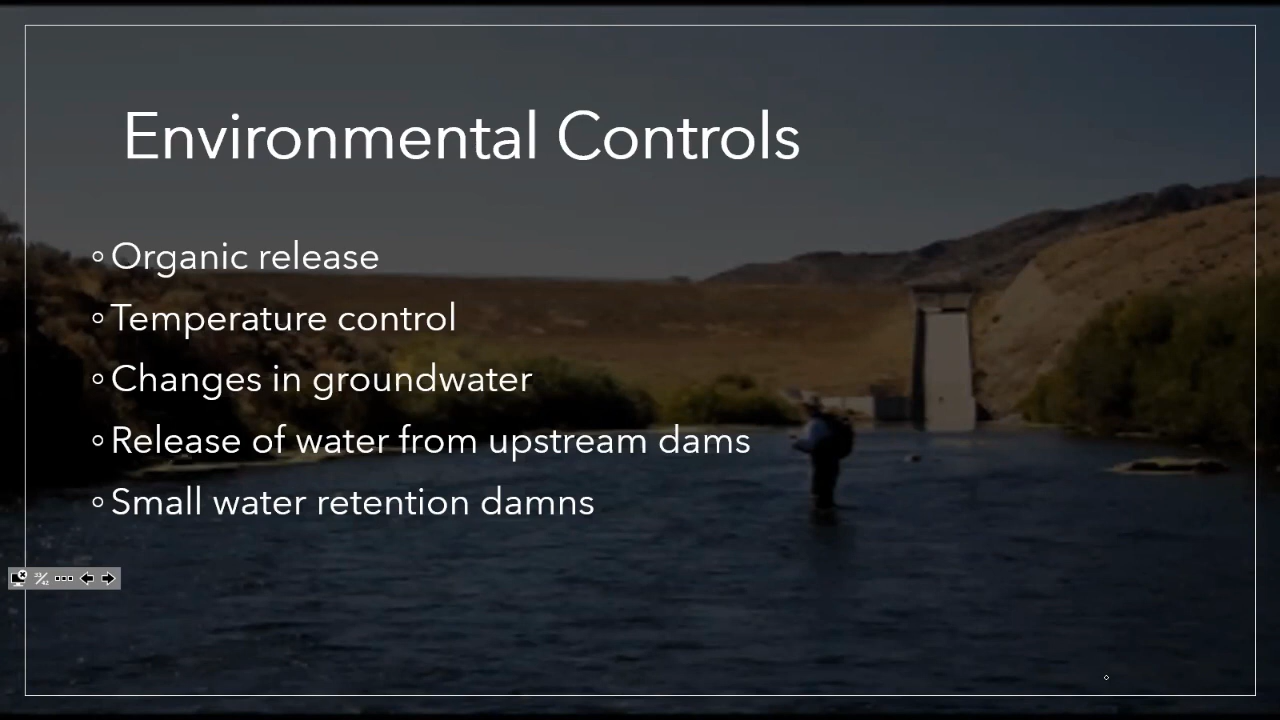 Environmental Controls
Organic release
Temperature control
Changes in groundwater
Release of water from upstream dams
Small water retention damns